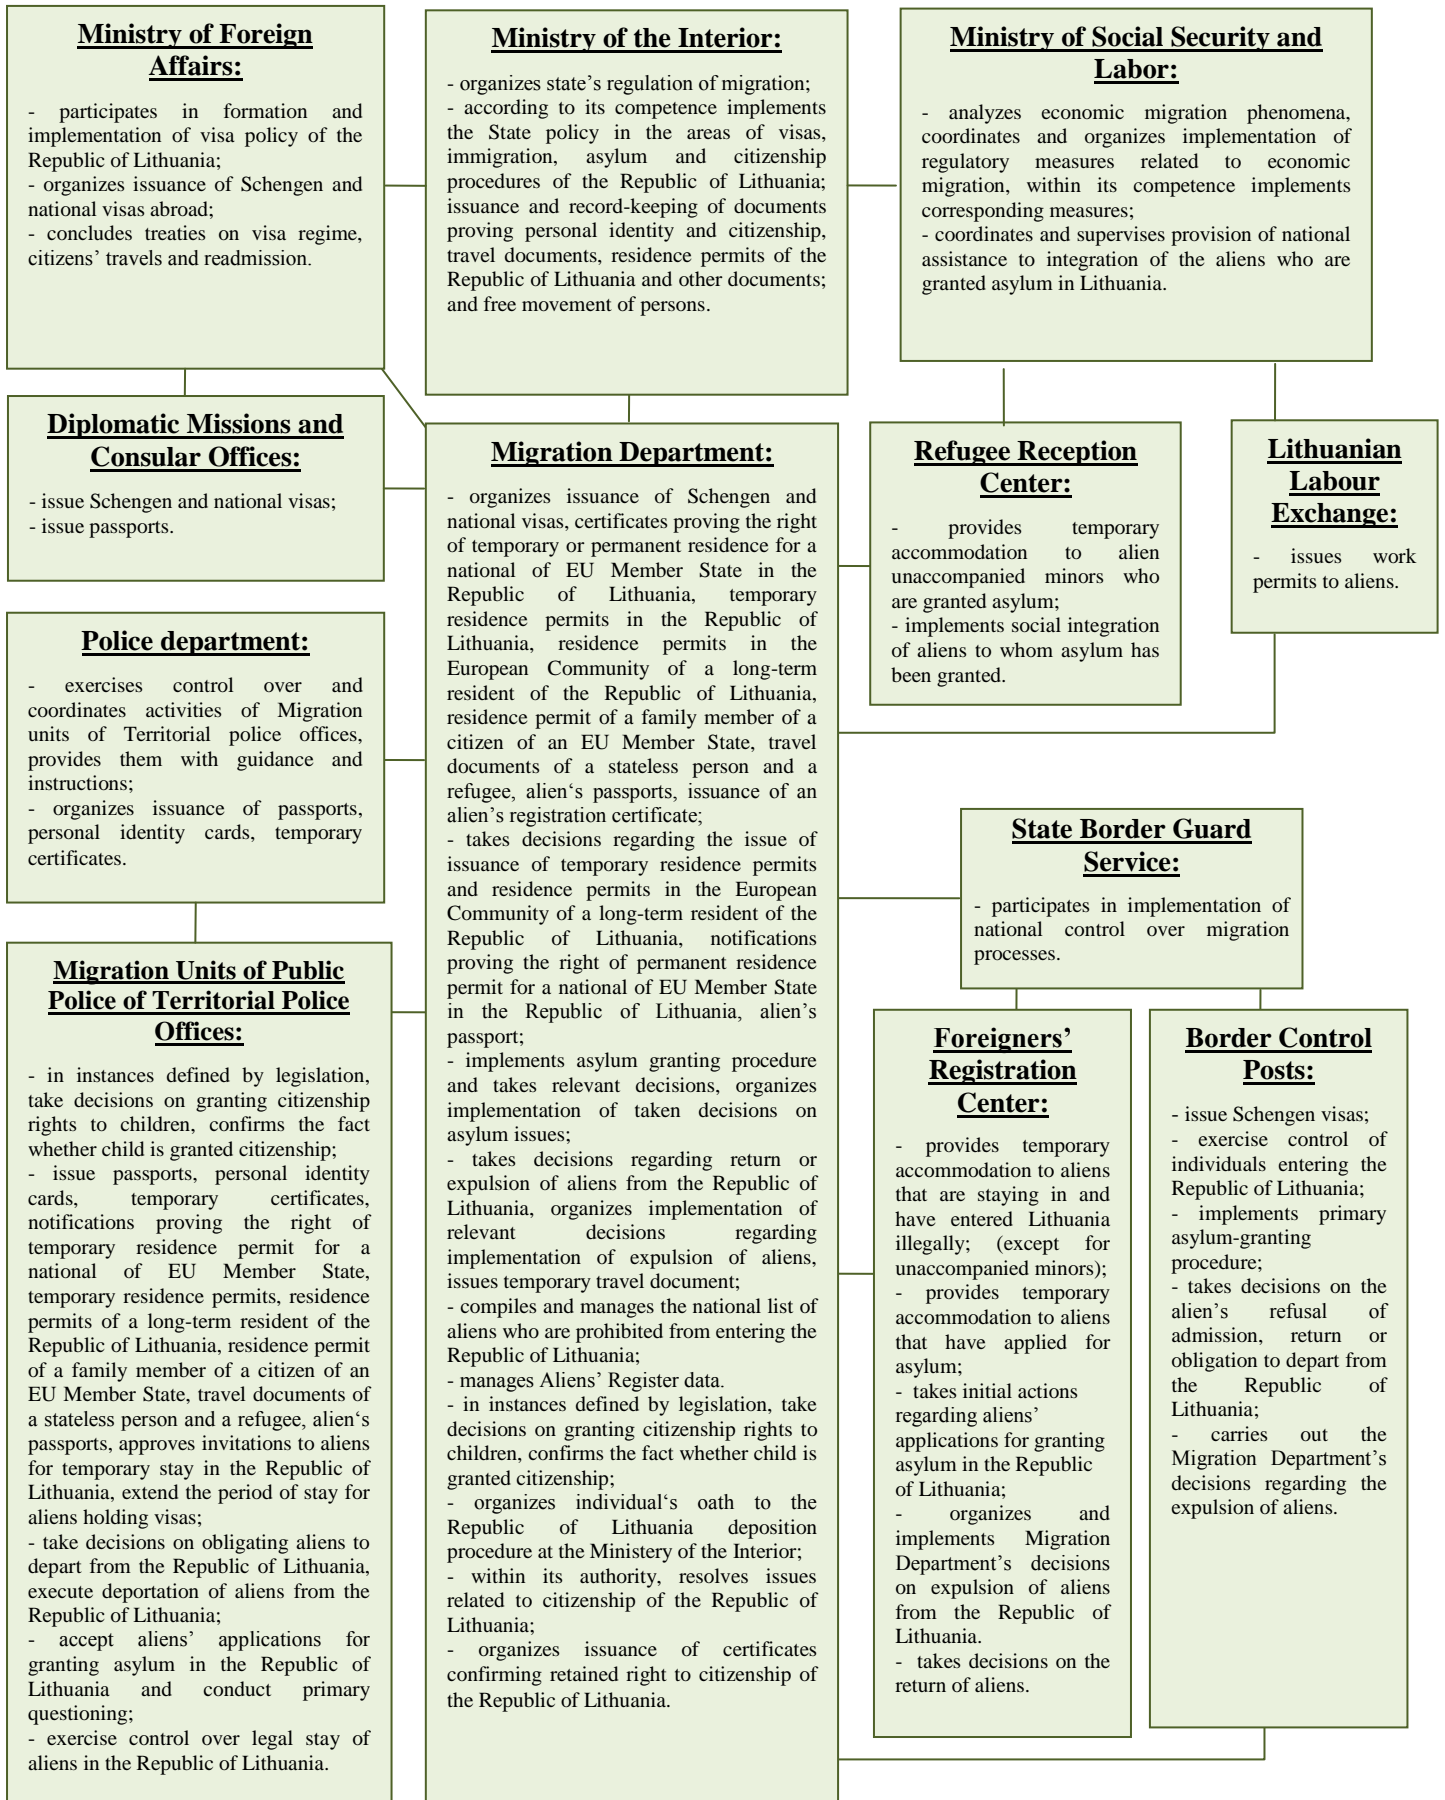 Ministry of Foreign
Affairs:
- participates in formation and
implementation of visa policy of the
Republic of Lithuania;
- organizes issuance of Schengen and
national visas abroad;
- concludes treaties on visa regime,
citizens’ travels and readmission.
Ministry of the Interior:
- organizes state’s regulation of migration;
- according to its competence implements
the State policy in the areas of visas,
immigration, asylum and citizenship
procedures of the Republic of Lithuania;
issuance and record-keeping of documents
proving personal identity and citizenship,
travel documents, residence permits of the
Republic of Lithuania and other documents;
and free movement of persons.
Ministry of Social Security and
Labor:
- analyzes economic migration phenomena,
coordinates and organizes implementation of
regulatory measures related to economic
migration, within its competence implements
corresponding measures;
- coordinates and supervises provision of national
assistance to integration of the aliens who are
granted asylum in Lithuania.
Diplomatic Missions and
Consular Offices:
- issue Schengen and national visas;
- issue passports.
Police department:
- exercises control over and
coordinates activities of Migration
units of Territorial police offices,
provides them with guidance and
instructions;
- organizes issuance of passports,
personal identity cards, temporary
certificates.
Migration Units of Public
Police of Territorial Police
Offices:
- in instances defined by legislation,
take decisions on granting citizenship
rights to children, confirms the fact
whether child is granted citizenship;
- issue passports, personal identity
cards, temporary certificates,
notifications proving the right of
temporary residence permit for a
national of EU Member State,
temporary residence permits, residence
permits of a long-term resident of the
Republic of Lithuania, residence permit
of a family member of a citizen of an
EU Member State, travel documents of
a stateless person and a refugee, alien‘s
passports, approves invitations to aliens
for temporary stay in the Republic of
Lithuania, extend the period of stay for
aliens holding visas;
- take decisions on obligating aliens to
depart from the Republic of Lithuania,
execute deportation of aliens from the
Republic of Lithuania;
- accept aliens’ applications for
granting asylum in the Republic of
Lithuania and conduct primary
questioning;
- exercise control over legal stay of
aliens in the Republic of Lithuania.
Migration Department:
- organizes issuance of Schengen and
national visas, certificates proving the right
of temporary or permanent residence for a
national of EU Member State in the
Republic of Lithuania, temporary
residence permits in the Republic of
Lithuania, residence permits in the
European Community of a long-term
resident of the Republic of Lithuania,
residence permit of a family member of a
citizen of an EU Member State, travel
documents of a stateless person and a
refugee, alien‘s passports, issuance of an
alien’s registration certificate;
- takes decisions regarding the issue of
issuance of temporary residence permits
and residence permits in the European
Community of a long-term resident of the
Republic of Lithuania, notifications
proving the right of permanent residence
permit for a national of EU Member State
in the Republic of Lithuania, alien’s
passport;
- implements asylum granting procedure
and takes relevant decisions, organizes
implementation of taken decisions on
asylum issues;
- takes decisions regarding return or
expulsion of aliens from the Republic of
Lithuania, organizes implementation of
relevant decisions regarding
implementation of expulsion of aliens,
issues temporary travel document;
- compiles and manages the national list of
aliens who are prohibited from entering the
Republic of Lithuania;
- manages Aliens’ Register data.
- in instances defined by legislation, take
decisions on granting citizenship rights to
children, confirms the fact whether child is
granted citizenship;
- organizes individual‘s oath to the
Republic of Lithuania deposition
procedure at the Ministery of the Interior;
- within its authority, resolves issues
related to citizenship of the Republic of
Lithuania;
- organizes issuance of certificates
confirming retained right to citizenship of
the Republic of Lithuania.
Refugee Reception
Center:
- provides temporary
accommodation to alien
unaccompanied minors who
are granted asylum;
- implements social integration
of aliens to whom asylum has
been granted.
Lithuanian
Labour
Exchange:
- issues work
permits to aliens.
State Border Guard
Service:
- participates in implementation of
national control over migration
processes.
Foreigners’
Registration
Center:
- provides temporary
accommodation to aliens
that are staying in and
have entered Lithuania
illegally; (except for
unaccompanied minors);
- provides temporary
accommodation to aliens
that have applied for
asylum;
- takes initial actions
regarding aliens’
applications for granting
asylum in the Republic
of Lithuania;
- organizes and
implements Migration
Department’s decisions
on expulsion of aliens
from the Republic of
Lithuania.
- takes decisions on the
return of aliens.
Border Control
Posts:
- issue Schengen visas;
- exercise control of
individuals entering the
Republic of Lithuania;
- implements primary
asylum-granting
procedure;
- takes decisions on the
alien’s refusal of
admission, return or
obligation to depart from
the Republic of
Lithuania;
- carries out the
Migration Department’s
decisions regarding the
expulsion of aliens.